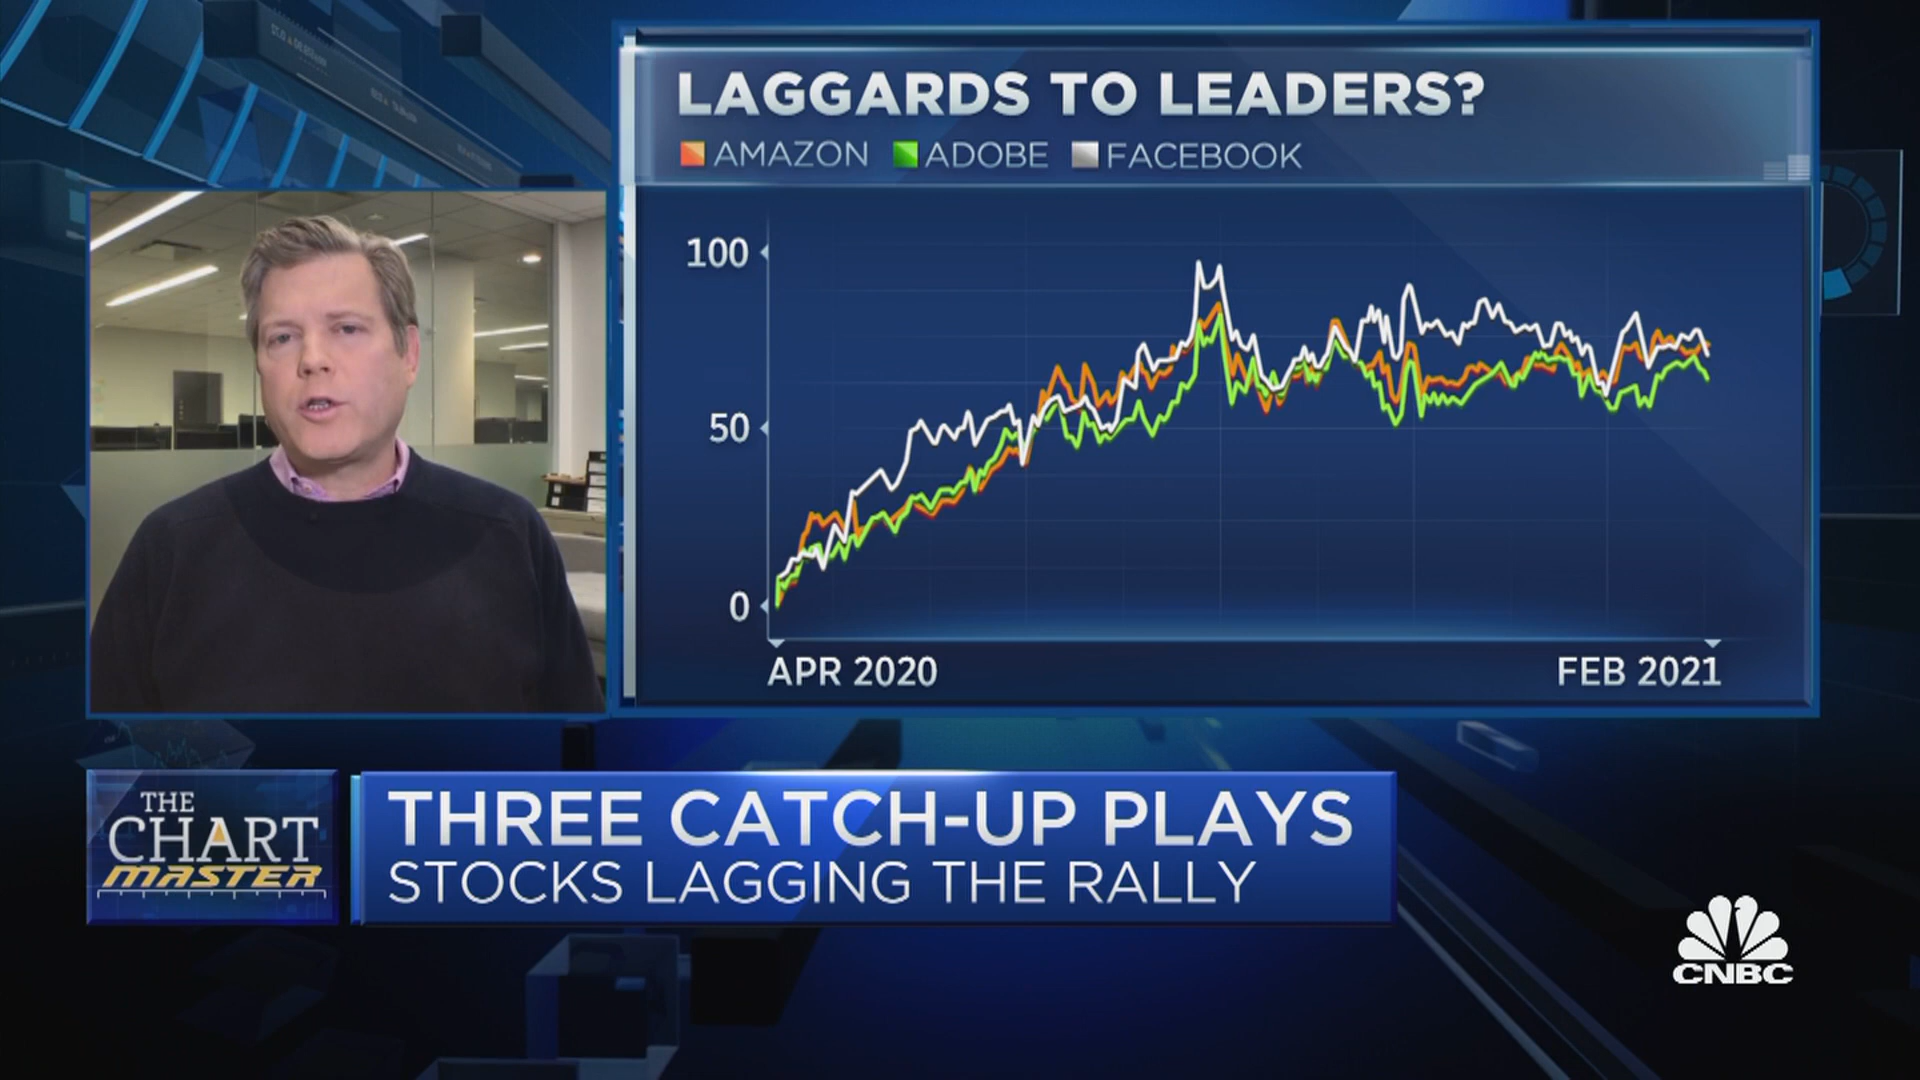 LAGGARDS TO LEADERS?
AMAZON ADOBE FACEBOOK
100
50
0
APR 2020 FEB 2021
THE
CHART
MASTER
THREE CATCH-UP PLAYS
STOCKS LAGGING THE RALLY
CNBC